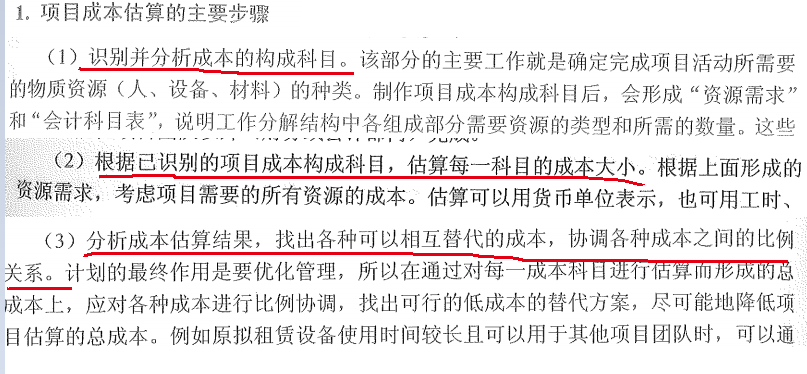 1. 项目成本估算的主要步骤
（1）识别并分析成本的构成科目。该部分的主要工作就是确定完成项目活动所需要
的物质资源（人、设备、材料）的种类。制作项目成本构成科目后，会形成“资源需求”
和“会计科目表”，说明工作分解结构中各组成部分需要资源的类型和所需的数量。这些
（2）根据已识别的项目成本构成科目，估算每一科目的成本大小。根据上面形成的
资源需求，考虑项目需要的所有资源的成本。估算可以用货币单位表示，也可用工时、
（3）分析成本估算结果，找出各种可以相互替代的成本，协调各种成本之间的比例
关系。计划的最终作用是要优化管理，所以在通过对每一成本科目进行估算而形成的总
成本上，应对各种成本进行比例协调，找出可行的低成本的替代方案，尽可能地降低项
目估算的总成本。例如原拟租赁设备使用时间较长且可以用于其他项目团队时，可以通